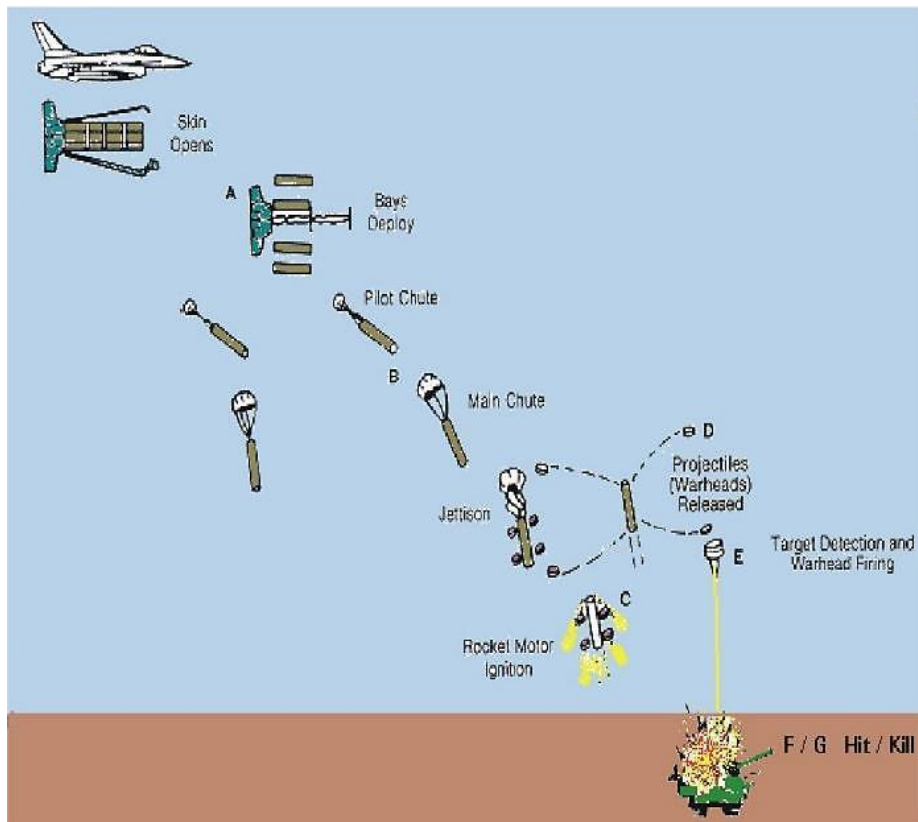 Skin
Opens
A
Bays
Deploy
Pilot Chute
B
Main Chute
D
Projectiles
(Warheads)
Released
Jettison
E
Target Detection and
Warhead Firing
C
Rocket Motor
Ignition
F / G Hit / Kill